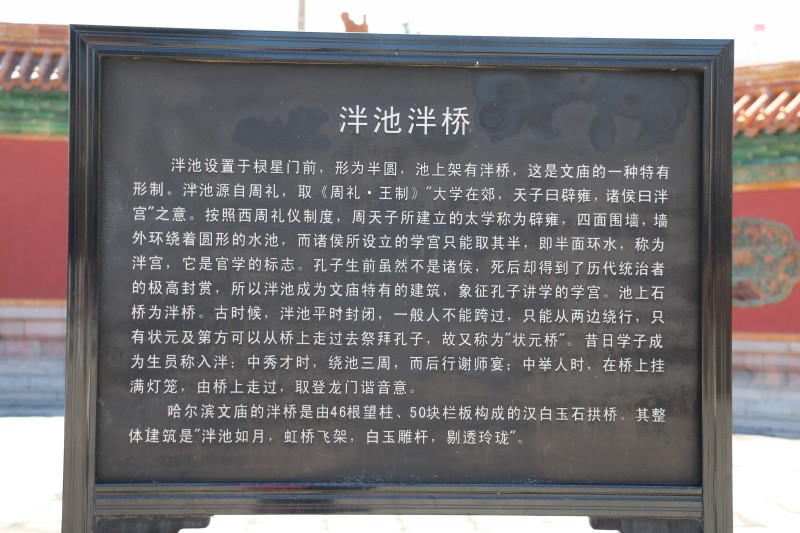 泮池泮桥
泮池设置于棂星门前，形为半圆，池上架有泮桥，这是文庙的一种特有
形制。泮池源自周礼，取《周礼·王制》"大学在郊，天子曰辟雍，诸侯曰泮
宫"之意。按照西周礼仪制度，周天子所建立的太学称为辟雍，四面围墙，墙
外环绕着圆形的水池，而诸侯所设立的学宫只能取其半，即半面环水，称为
泮宫，它是官学的标志。孔子生前虽然不是诸侯，死后却得到了历代统治者
的极高封赏，所以泮池成为文庙特有的建筑，象征孔子讲学的学宫。池上石
桥为泮桥。古时候，泮池平时封闭，一般人不能跨过，只能从两边绕行，只
有状元及第方可以从桥上走过去祭拜孔子，故又称为"状元桥"。昔日学子成
为生员称入泮；中秀才时，绕池三周，而后行谢师宴；中举人时，在桥上挂
满灯笼，由桥上走过，取登龙门谐音意。
哈尔滨文庙的泮桥是由46根望柱、50块栏板构成的汉白玉石拱桥。其整
体建筑是"泮池如月，虹桥飞架，白玉雕杆，剔透玲珑"。